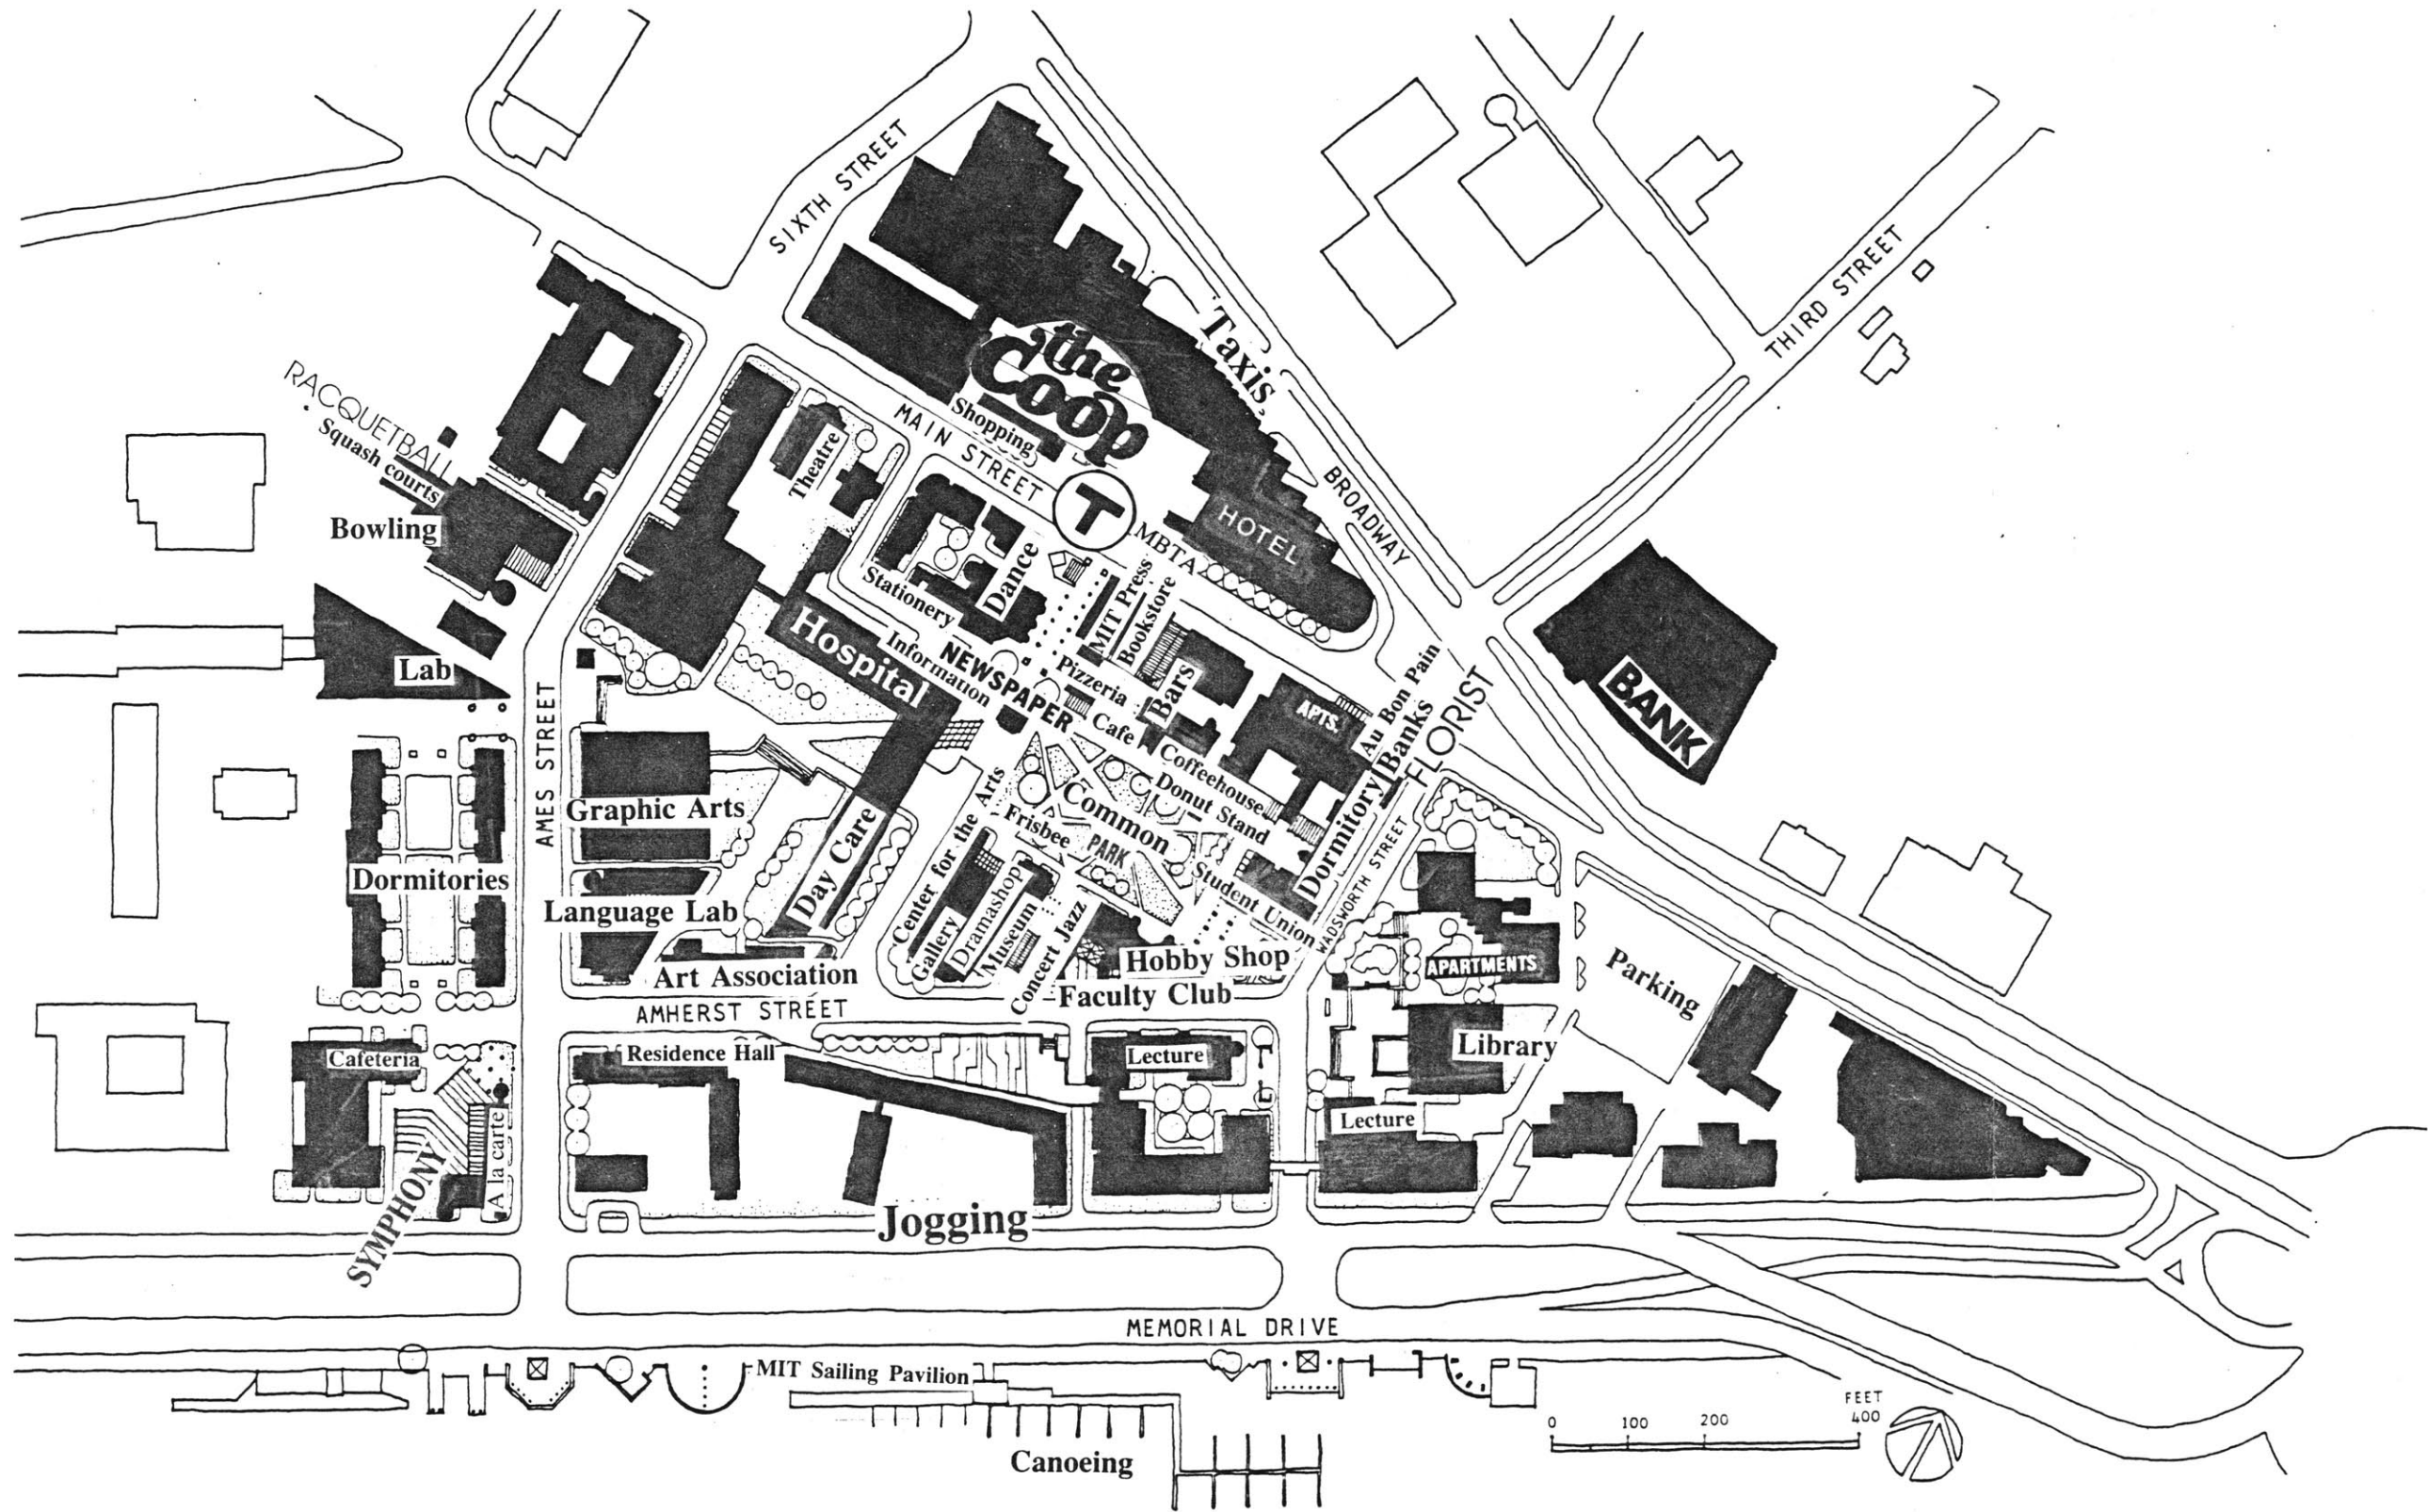 SIXTH STREET
THIRD STREET
Taxis
the
Coop
Shopping
MAIN STREET
T
MBTA
HOTEL
BROADWAY
RACQUETBALL
Squash courts
Bowling
Theatre
Dance
Stationery
MIT Press
Bookstore
Hospital
Information
NEWSPAPER
Pizzeria
Bars
Cafe
APTS.
Au Bon Pain
Banks
FLORIST
BANK
Lab
AMES STREET
Coffeehouse
Donut Stand
Common
Frisbee
PARK
Graphic Arts
Day Care
Center for the Arts
Dormitory
WADSWORTH STREET
Student Union
Dormitories
Language Lab
Gallery
Dramashop
Museum
Concert Jazz
Hobby Shop
Faculty Club
Art Association
AMHERST STREET
APARTMENTS
Parking
Library
Cafeteria
Residence Hall
Lecture
Lecture
A la carte
SYMPHONY
Jogging
MEMORIAL DRIVE
MIT Sailing Pavilion
Canoeing
FEET
0 100 200 400